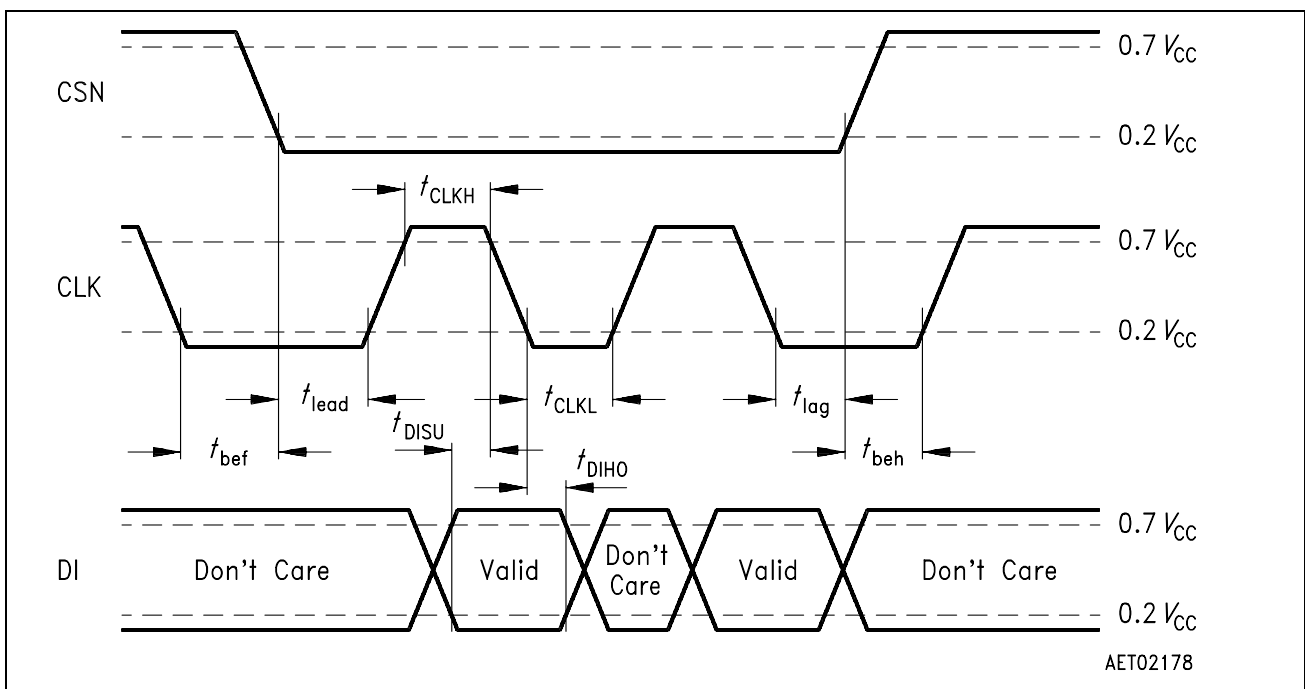 0.7 VCC
CSN
0.2 VCC
tCLKH
0.7 VCC
CLK
0.2 VCC
tlead
tCLKL
tlag
tDISU
tbef
tbeh
tDIHO
0.7 VCC
DI
Don't Care
Valid
Don't
Care
Valid
Don't Care
0.2 VCC
AET02178